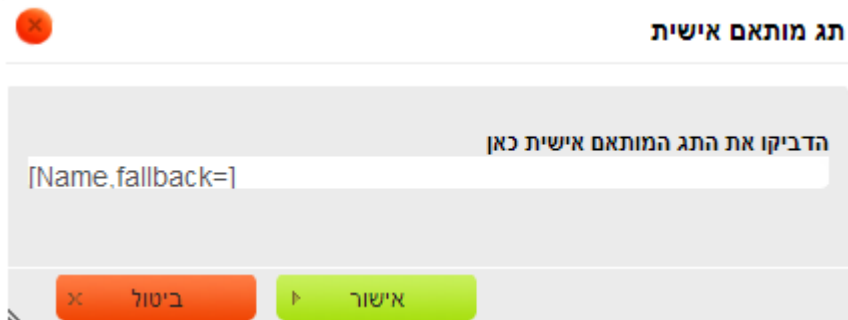 תג מותאם אישית
הדביקו את התג המותאם אישית כאן
[Name,fallback=]
אישור
ביטול